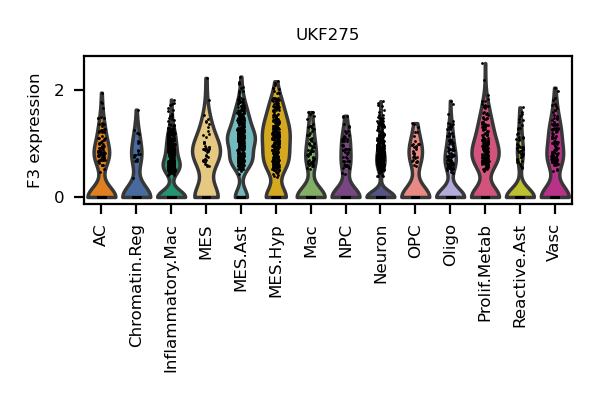 UKF275
F3 expression
2
0
AC
Chromatin.Reg
Inflammatory.Mac
MES
MES.Ast
MES.Hyp
Mac
NPC
Neuron
OPC
Oligo
Prolif.Metab
Reactive.Ast
Vasc